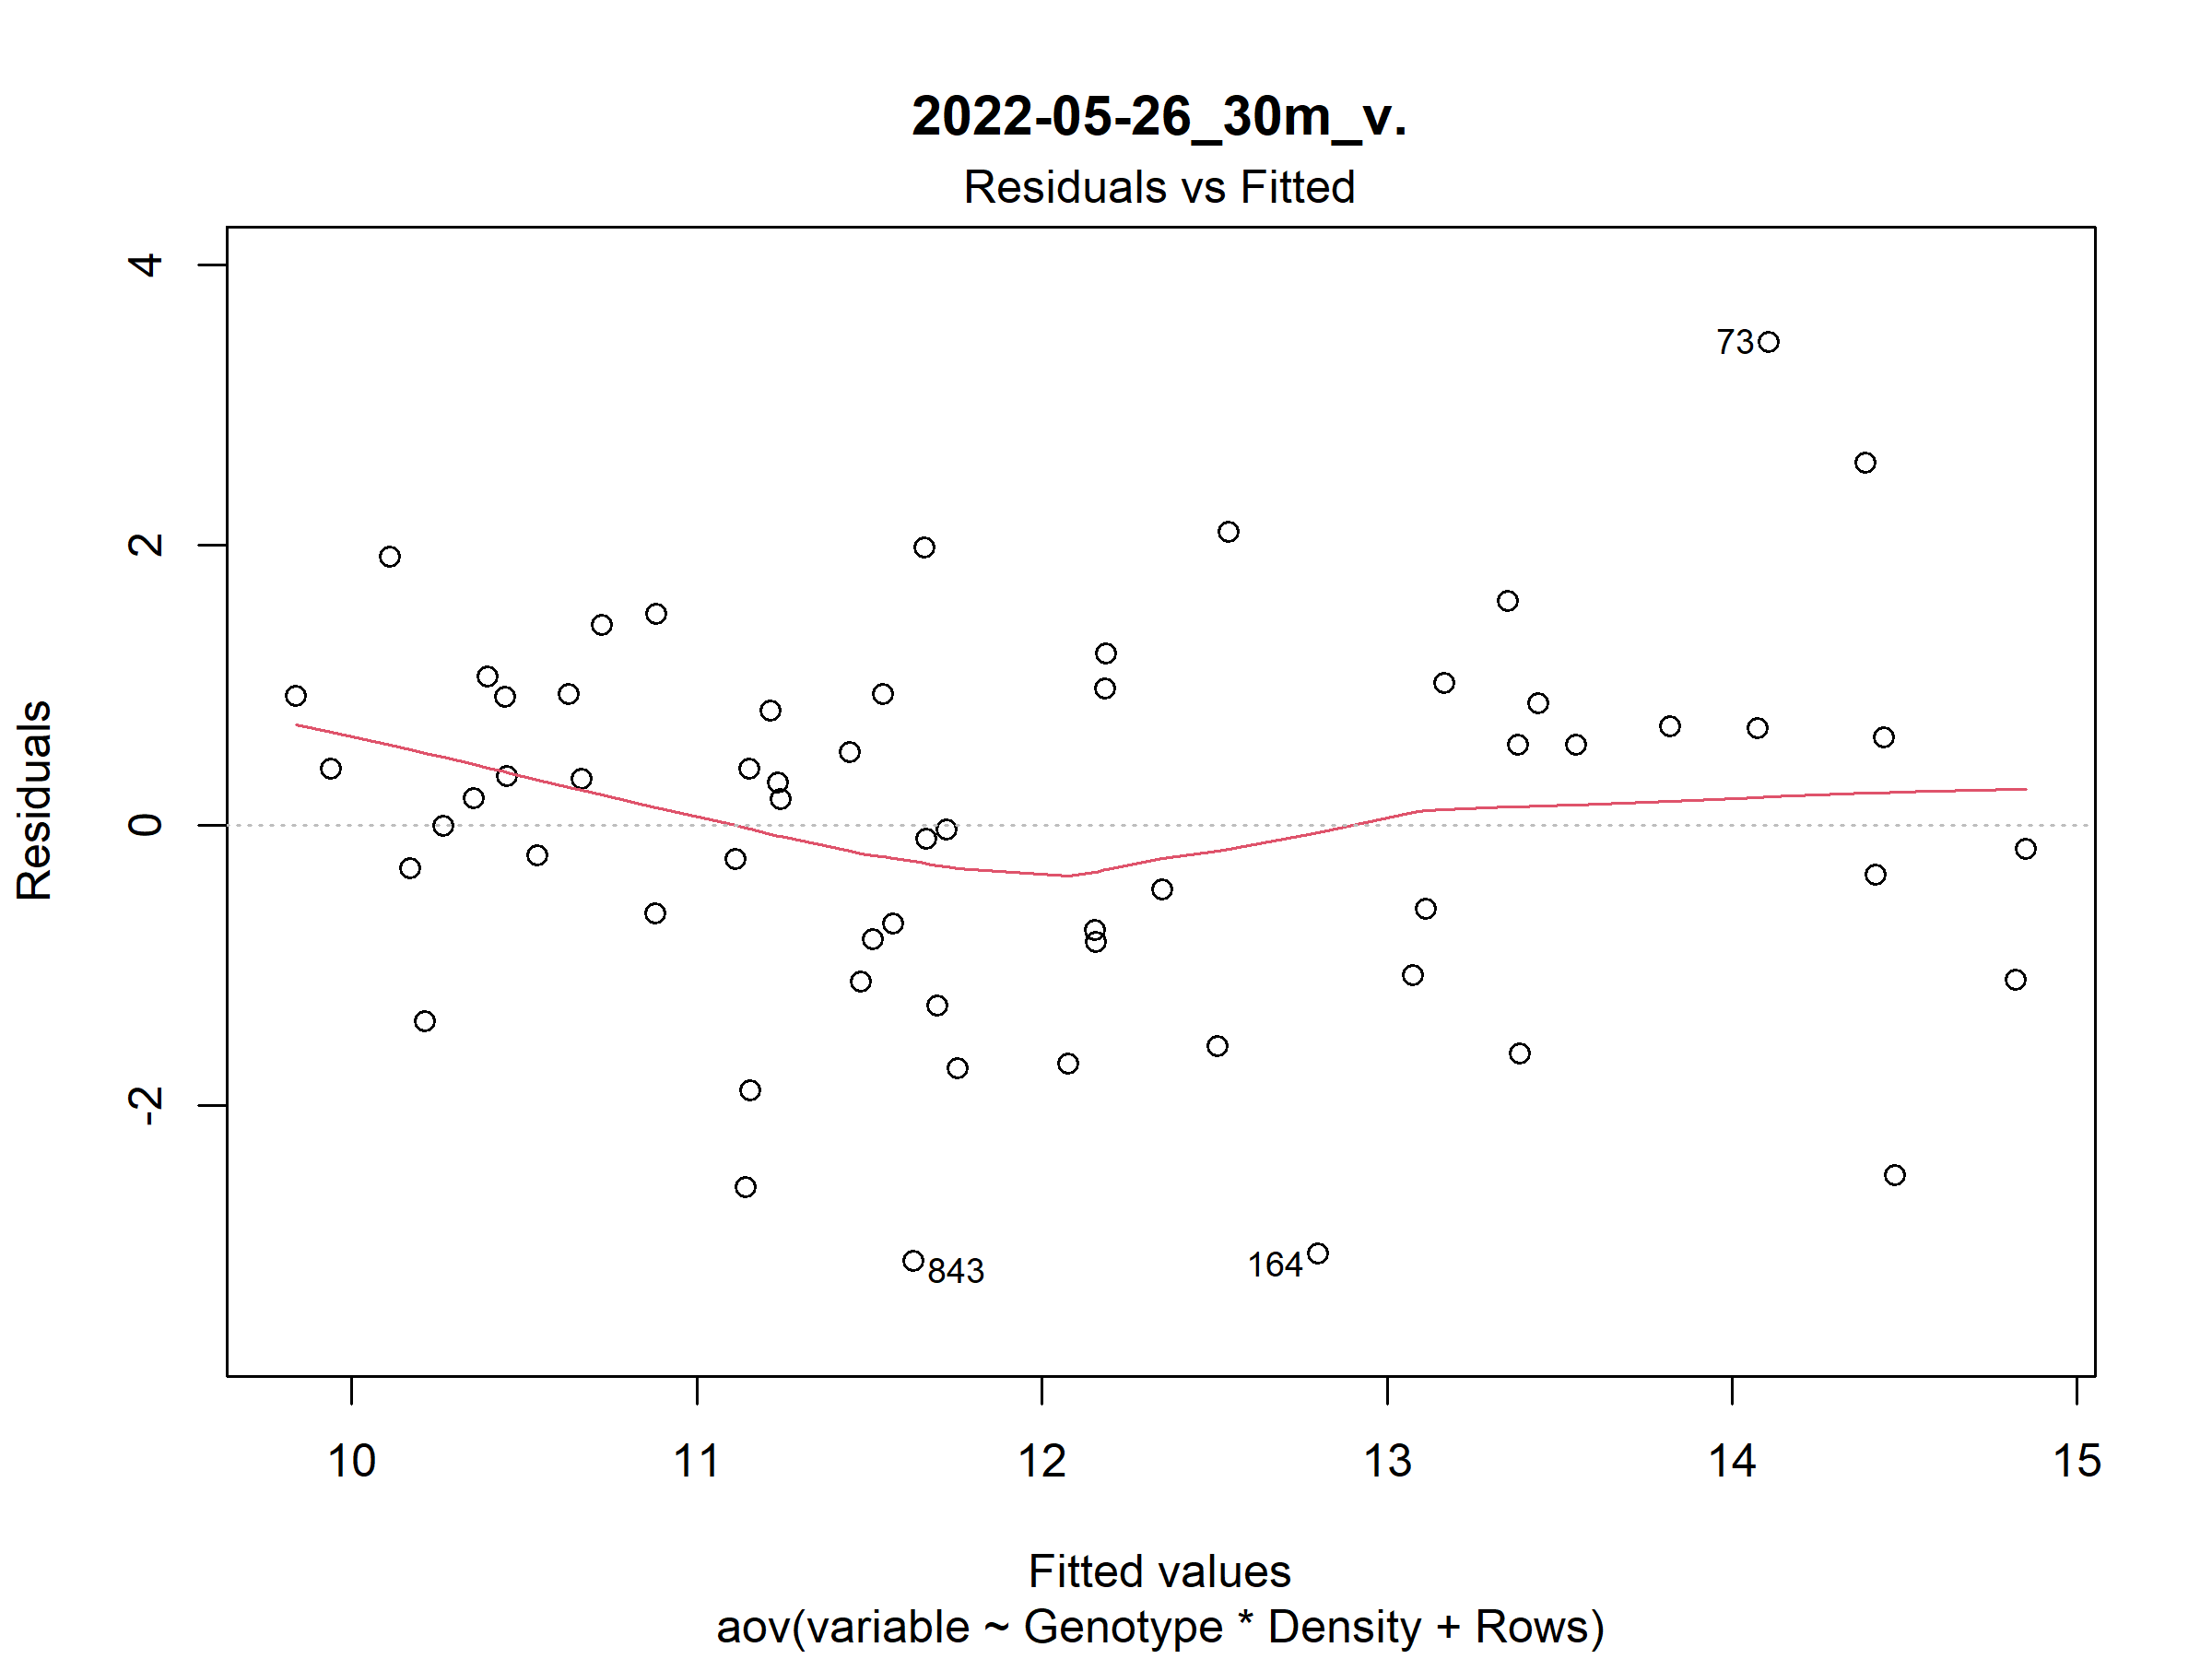 2022-05-26_30m_v.
Residuals vs Fitted
Residuals
4
2
0
-2
73
843
164
10 11 12 13 14 15
Fitted values
aov(variable ~ Genotype * Density + Rows)